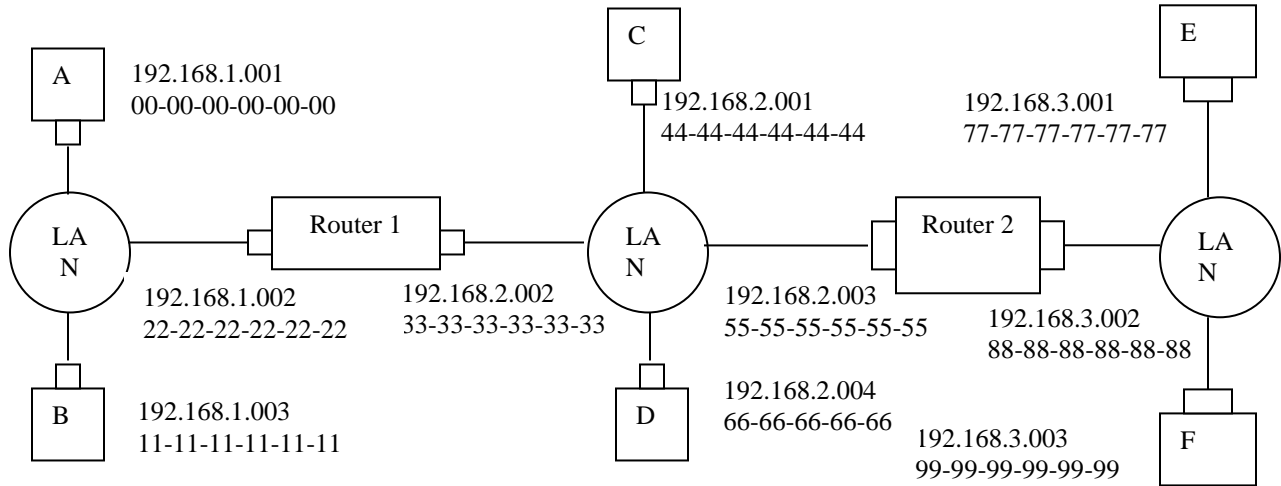 A
192.168.1.001
00-00-00-00-00-00
C
192.168.2.001
44-44-44-44-44-44
E
192.168.3.001
77-77-77-77-77-77
LA
N
Router 1
LA
N
Router 2
LA
N
192.168.1.002
22-22-22-22-22-22
192.168.2.002
33-33-33-33-33-33
192.168.2.003
55-55-55-55-55-55
192.168.3.002
88-88-88-88-88-88
B
192.168.1.003
11-11-11-11-11-11
D
192.168.2.004
66-66-66-66-66
192.168.3.003
99-99-99-99-99-99
F